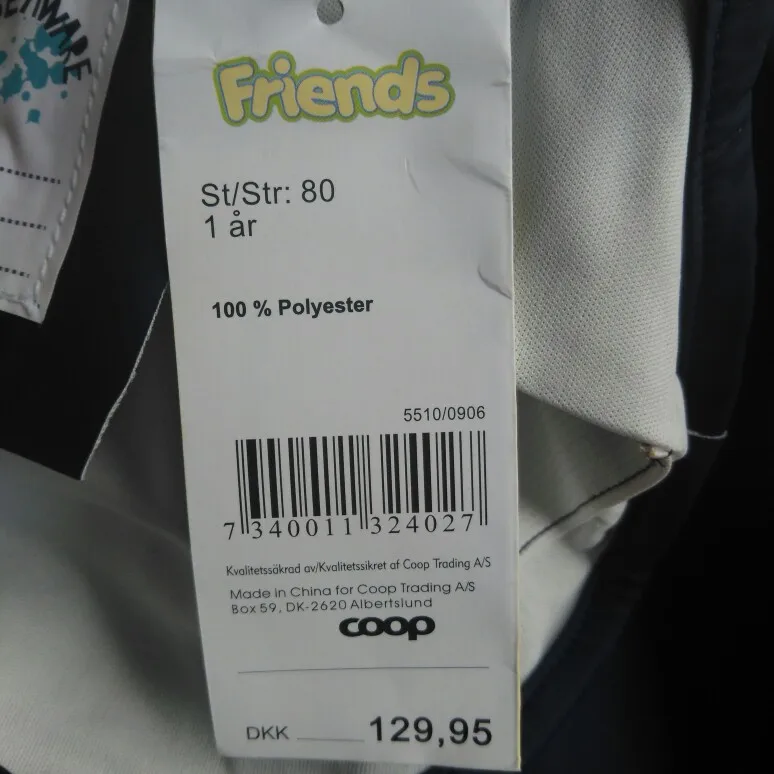 Friends
St/Str: 80
1 år
100 % Polyester
5510/0906
7 340011 324027
Kvalitetssäkrad av/Kvalitetssikret af Coop Trading A/S
Made in China for Coop Trading A/S
Box 59, DK-2620 Albertslund
coop
DKK ____ 129,95